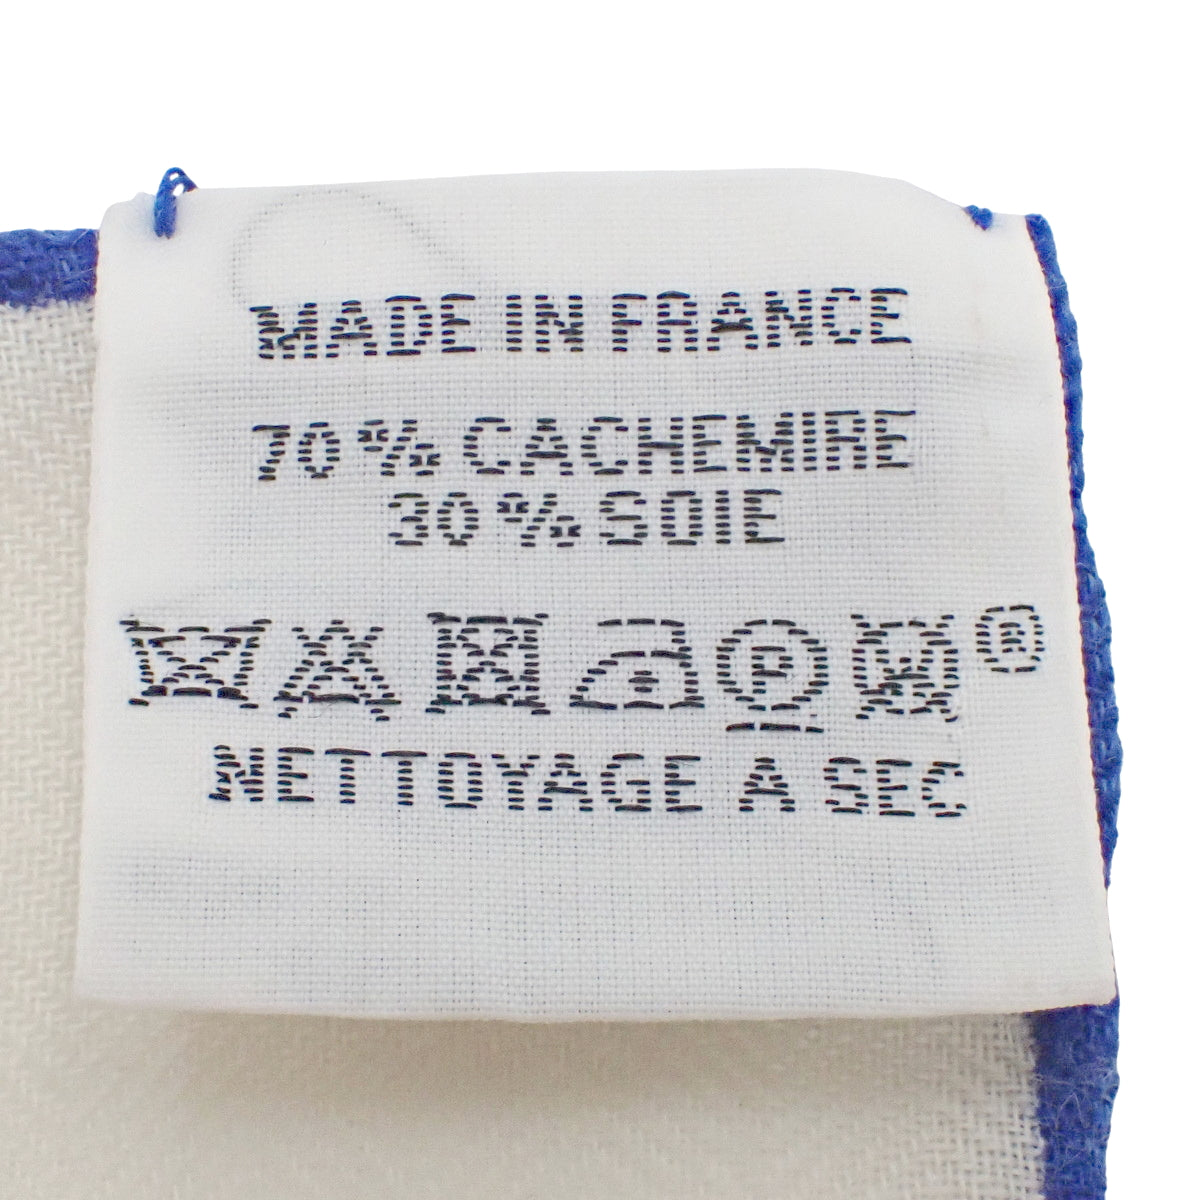 MADE IN FRANCE
70 % CACHEMIRE
30 % SOIE
P W ®
NETTOYAGE A SEC